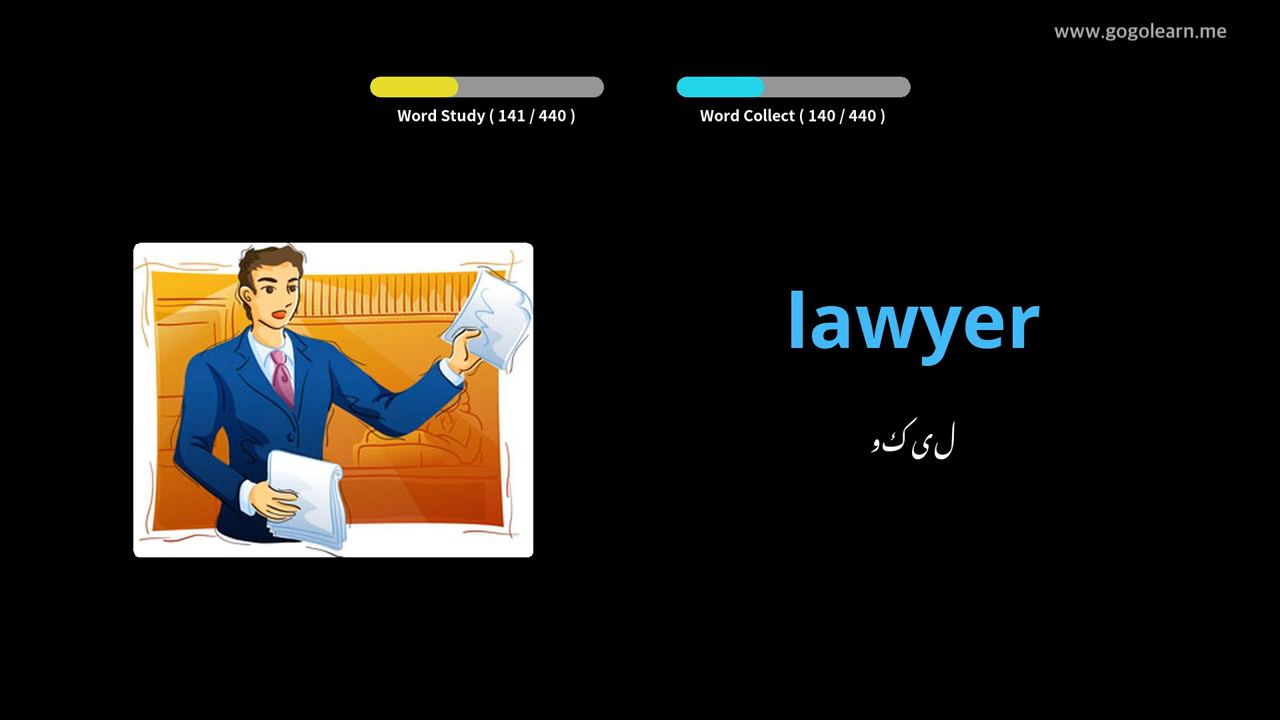 www.gogolearn.me
Word Study ( 141 / 440 )
Word Collect ( 140 / 440 )
lawyer
ل ی ک و